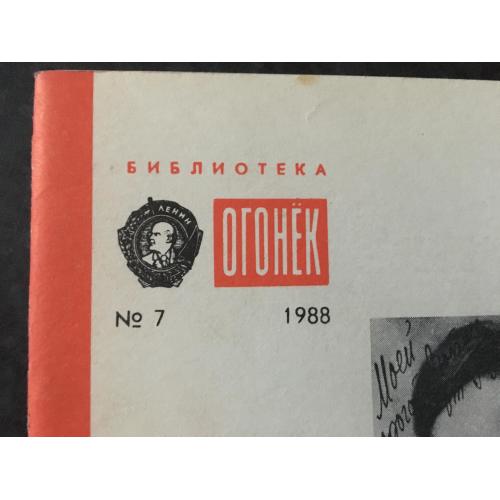 БИБЛИОТЕКА
ЛЕНИН
ОГОНЁК
№ 7 1988
Моей